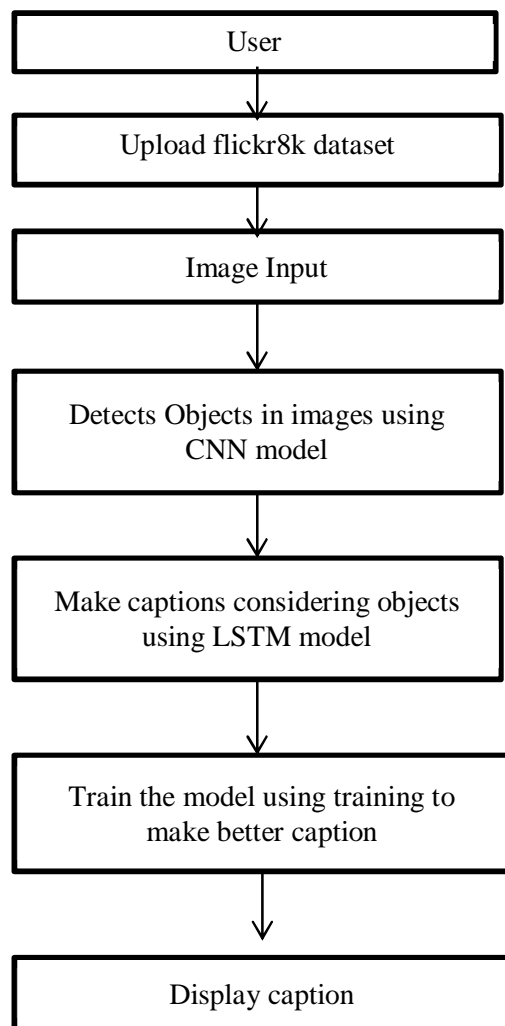 User
Upload flickr8k dataset
Image Input
Detects Objects in images using
CNN model
Make captions considering objects
using LSTM model
Train the model using training to
make better caption
Display caption